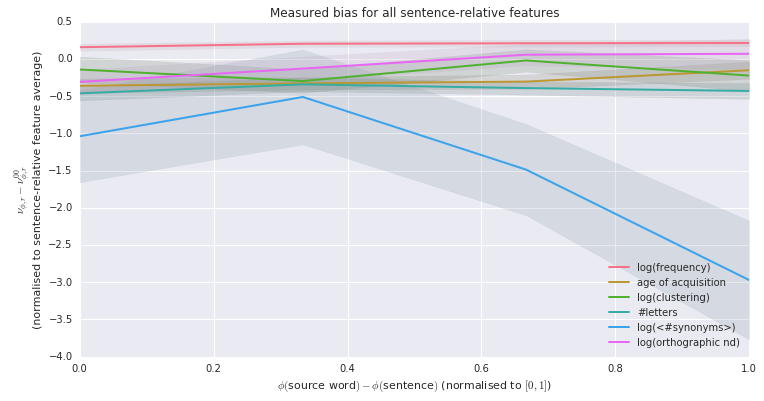 Measured bias for all sentence-relative features
0.5
0.0
−0.5
−1.0
−1.5
−2.0
−2.5
−3.0
−3.5
−4.0
ν_{φ,r} − ν_{φ,r}^{00}
(normalised to sentence-relative feature average)
log(frequency)
age of acquisition
log(clustering)
#letters
log(<#synonyms>)
log(orthographic nd)
0.0 0.2 0.4 0.6 0.8 1.0
ϕ(source word) − ϕ(sentence) (normalised to [0, 1])